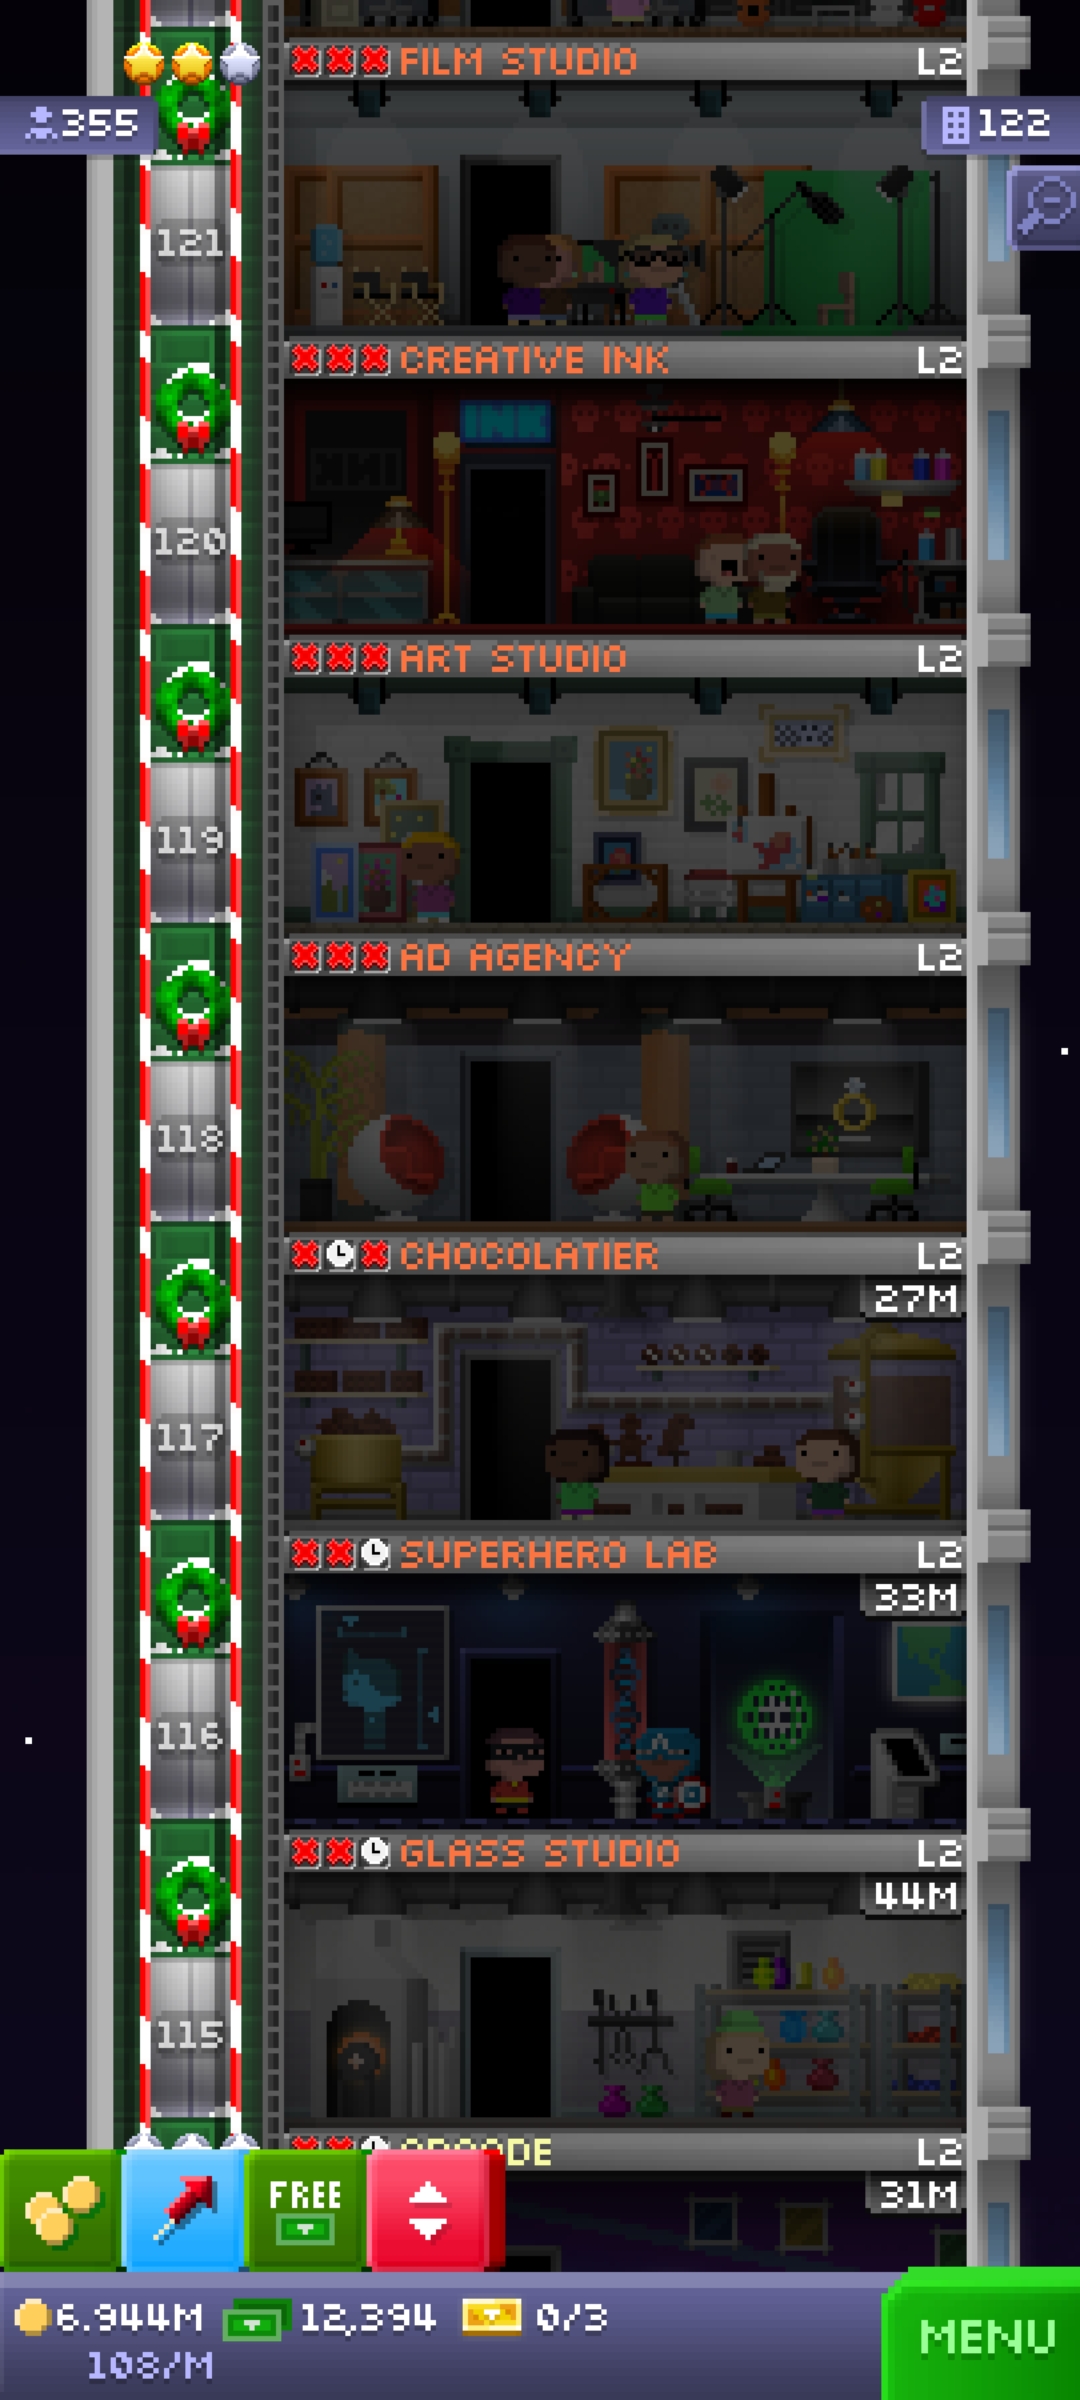 FILM STUDIO L2
355
122
121
CREATIVE INK L2
INK
INK
120
ART STUDIO L2
119
AD AGENCY L2
118
CHOCOLATIER L2
27M
117
SUPERHERO LAB L2
33M
116
GLASS STUDIO L2
44M
115
ARCADE L2
31M
FREE
6.944M 12,394 0/3
108/M
MENU